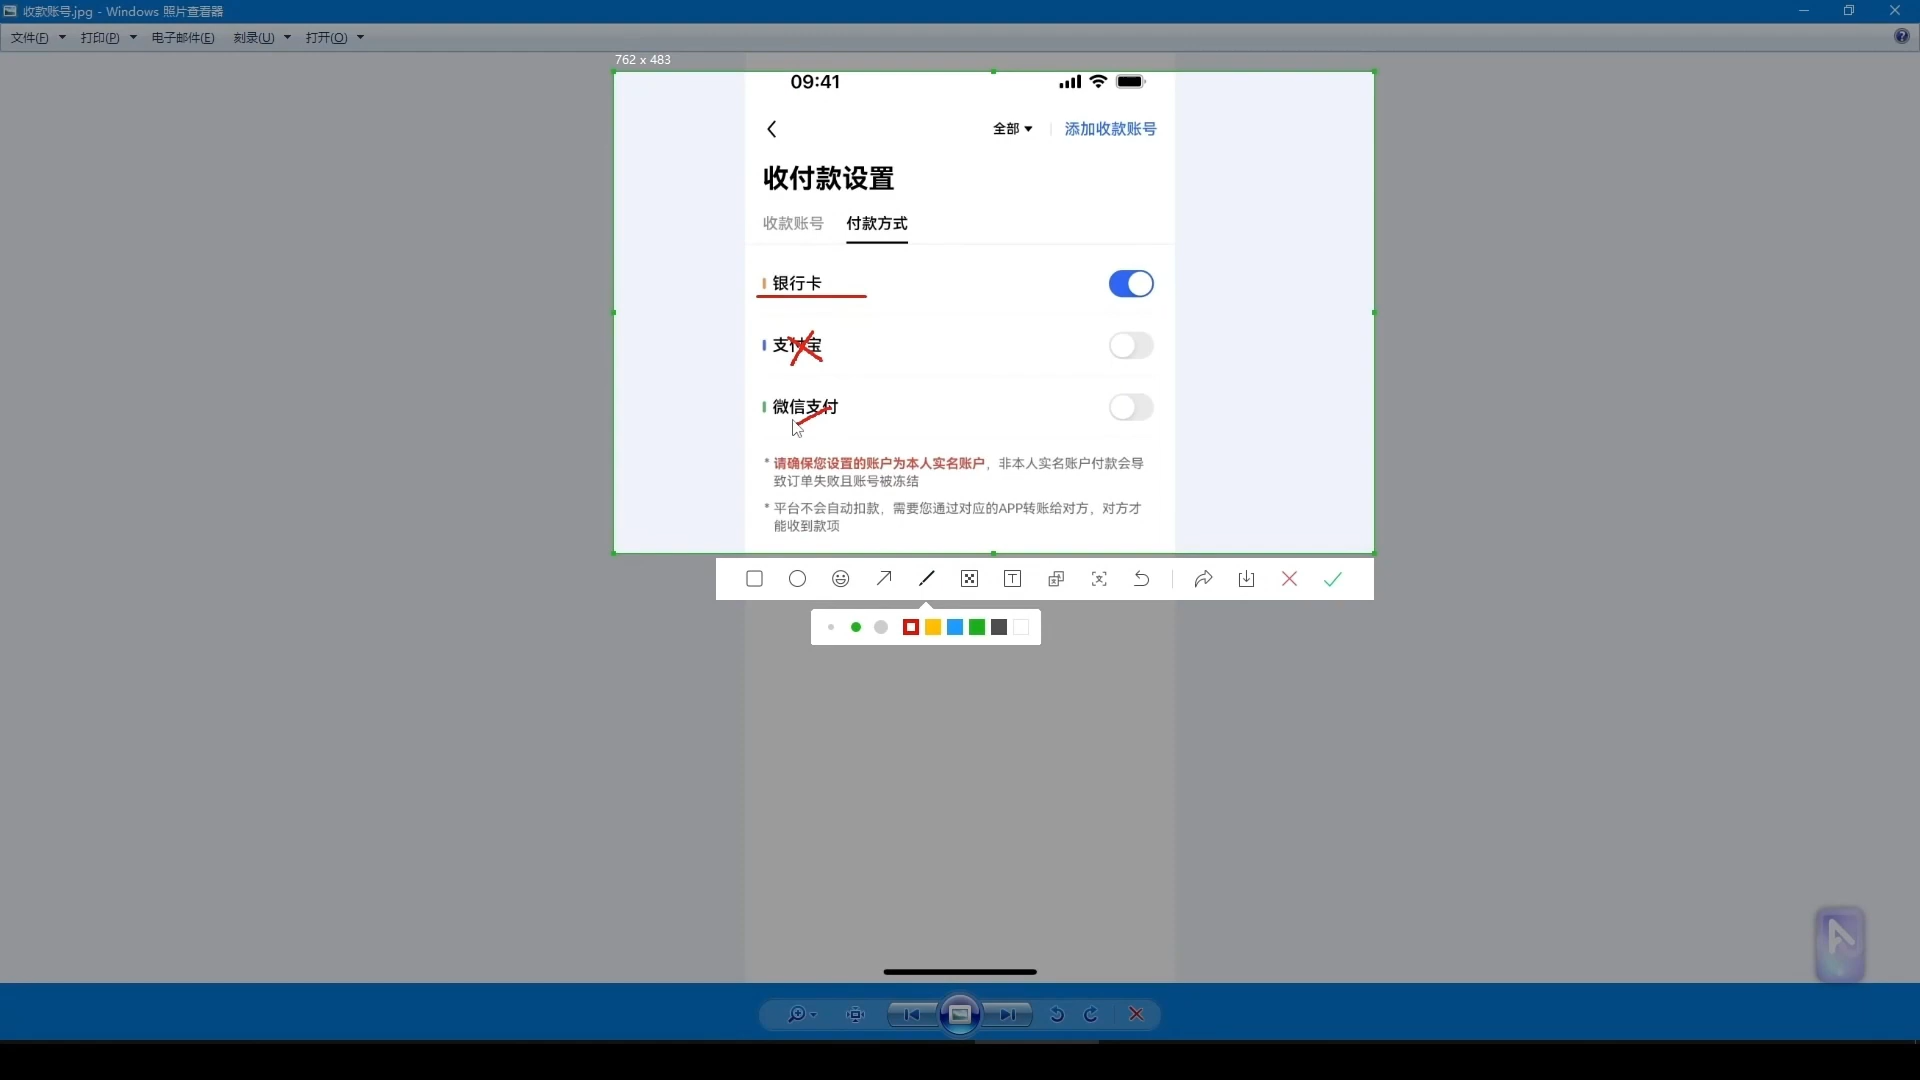 收款账号.jpg - Windows 照片查看器
文件(F) 打印(P) 电子邮件(E) 刻录(U) 打开(O)
762 x 483
09:41
全部 添加收款账号
收付款设置
收款账号 付款方式
银行卡
支付宝
微信支付
* 请确保您设置的账户为本人实名账户，非本人实名账户付款会导
致订单失败且账号被冻结
* 平台不会自动扣款，需要您通过对应的APP转账给对方，对方才
能收到款项